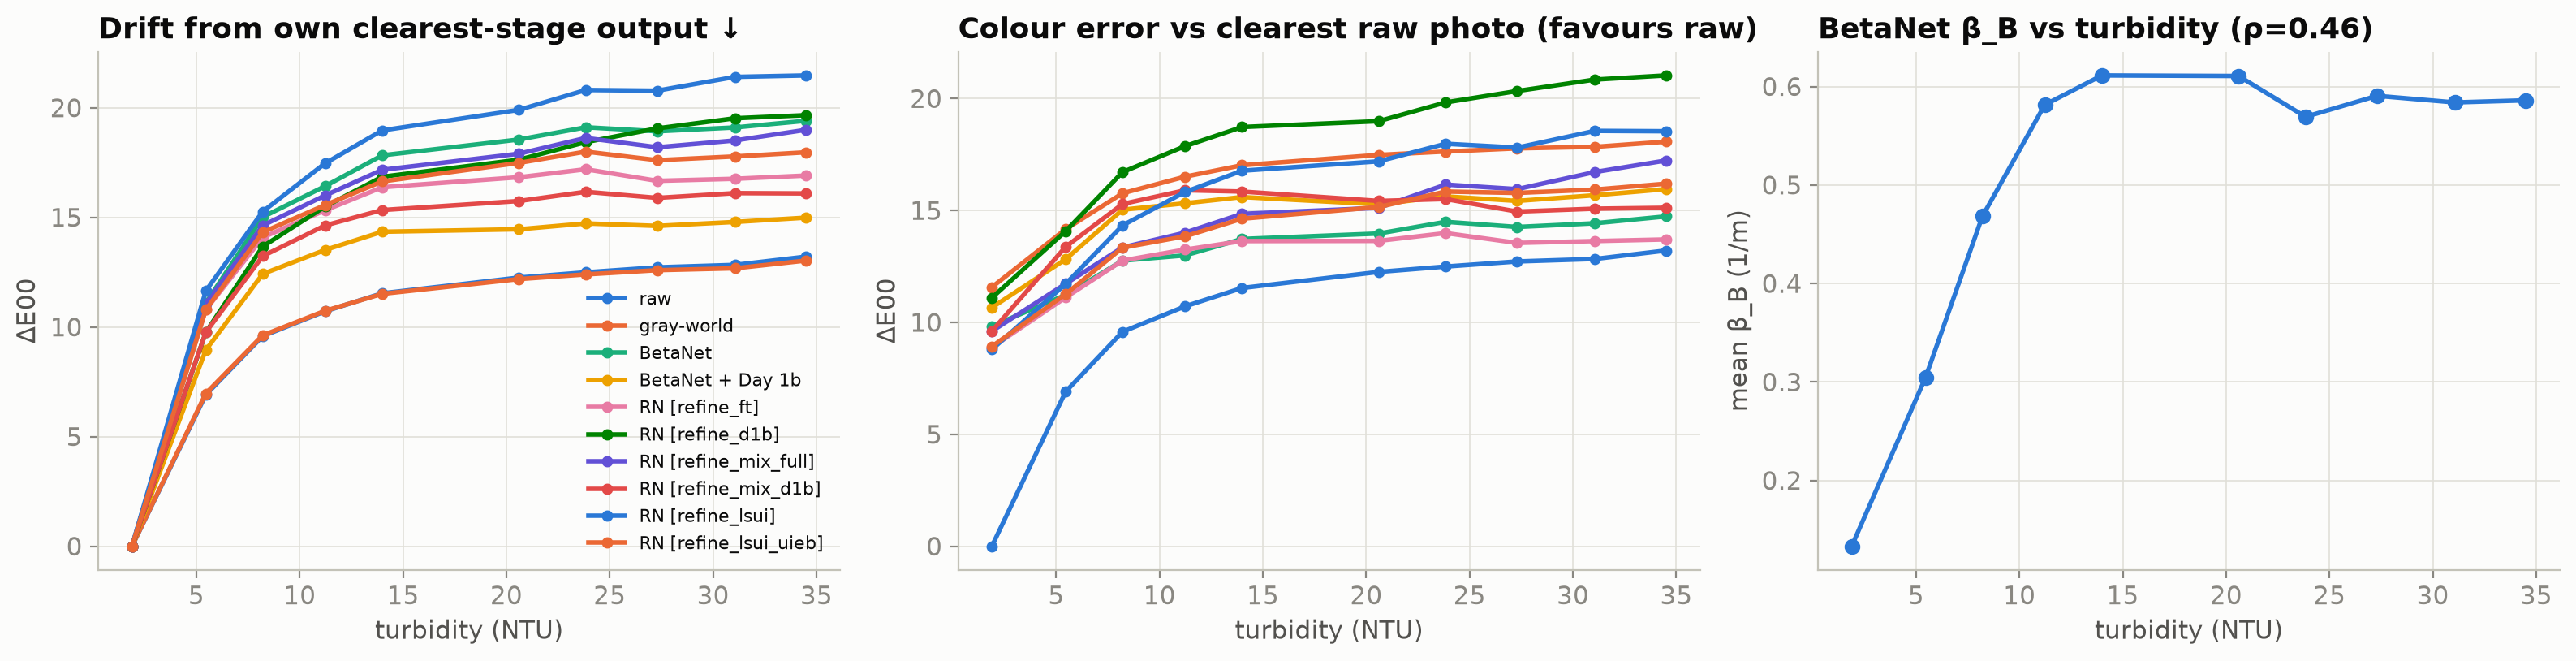 Drift from own clearest-stage output ↓
ΔE00
20
15
10
5
0
5 10 15 20 25 30 35
turbidity (NTU)
raw
gray-world
BetaNet
BetaNet + Day 1b
RN [refine_ft]
RN [refine_d1b]
RN [refine_mix_full]
RN [refine_mix_d1b]
RN [refine_lsui]
RN [refine_lsui_uieb]
Colour error vs clearest raw photo (favours raw)
ΔE00
20
15
10
5
0
5 10 15 20 25 30 35
turbidity (NTU)
BetaNet β_B vs turbidity (ρ=0.46)
mean β_B (1/m)
0.6
0.5
0.4
0.3
0.2
5 10 15 20 25 30 35
turbidity (NTU)